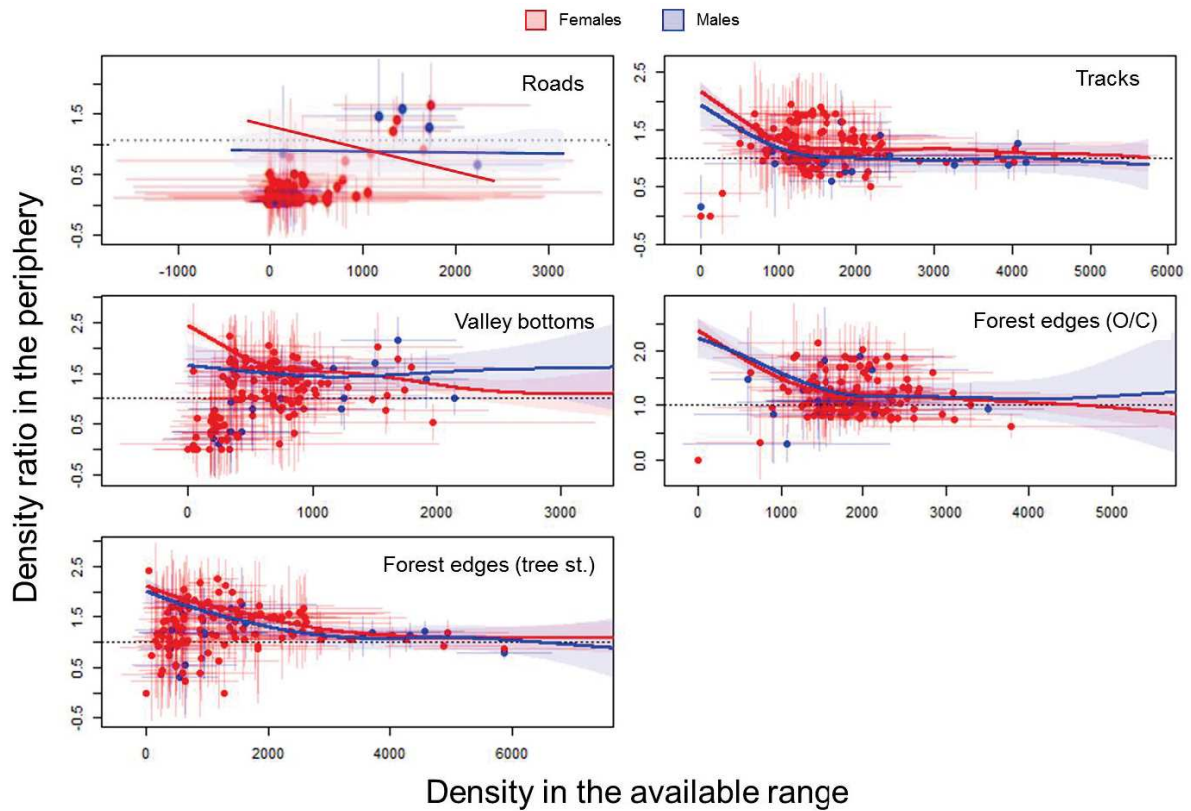 Females Males
Density ratio in the periphery
Roads
1.5
0.5
-0.5
-1000 0 1000 2000 3000
Tracks
2.5
1.5
0.5
-0.5
0 1000 2000 3000 4000 5000 6000
Valley bottoms
2.5
1.5
0.5
-0.5
0 1000 2000 3000
Forest edges (O/C)
2.0
1.0
0.0
0 1000 2000 3000 4000 5000
Forest edges (tree st.)
2.5
1.5
0.5
-0.5
0 2000 4000 6000
Density in the available range